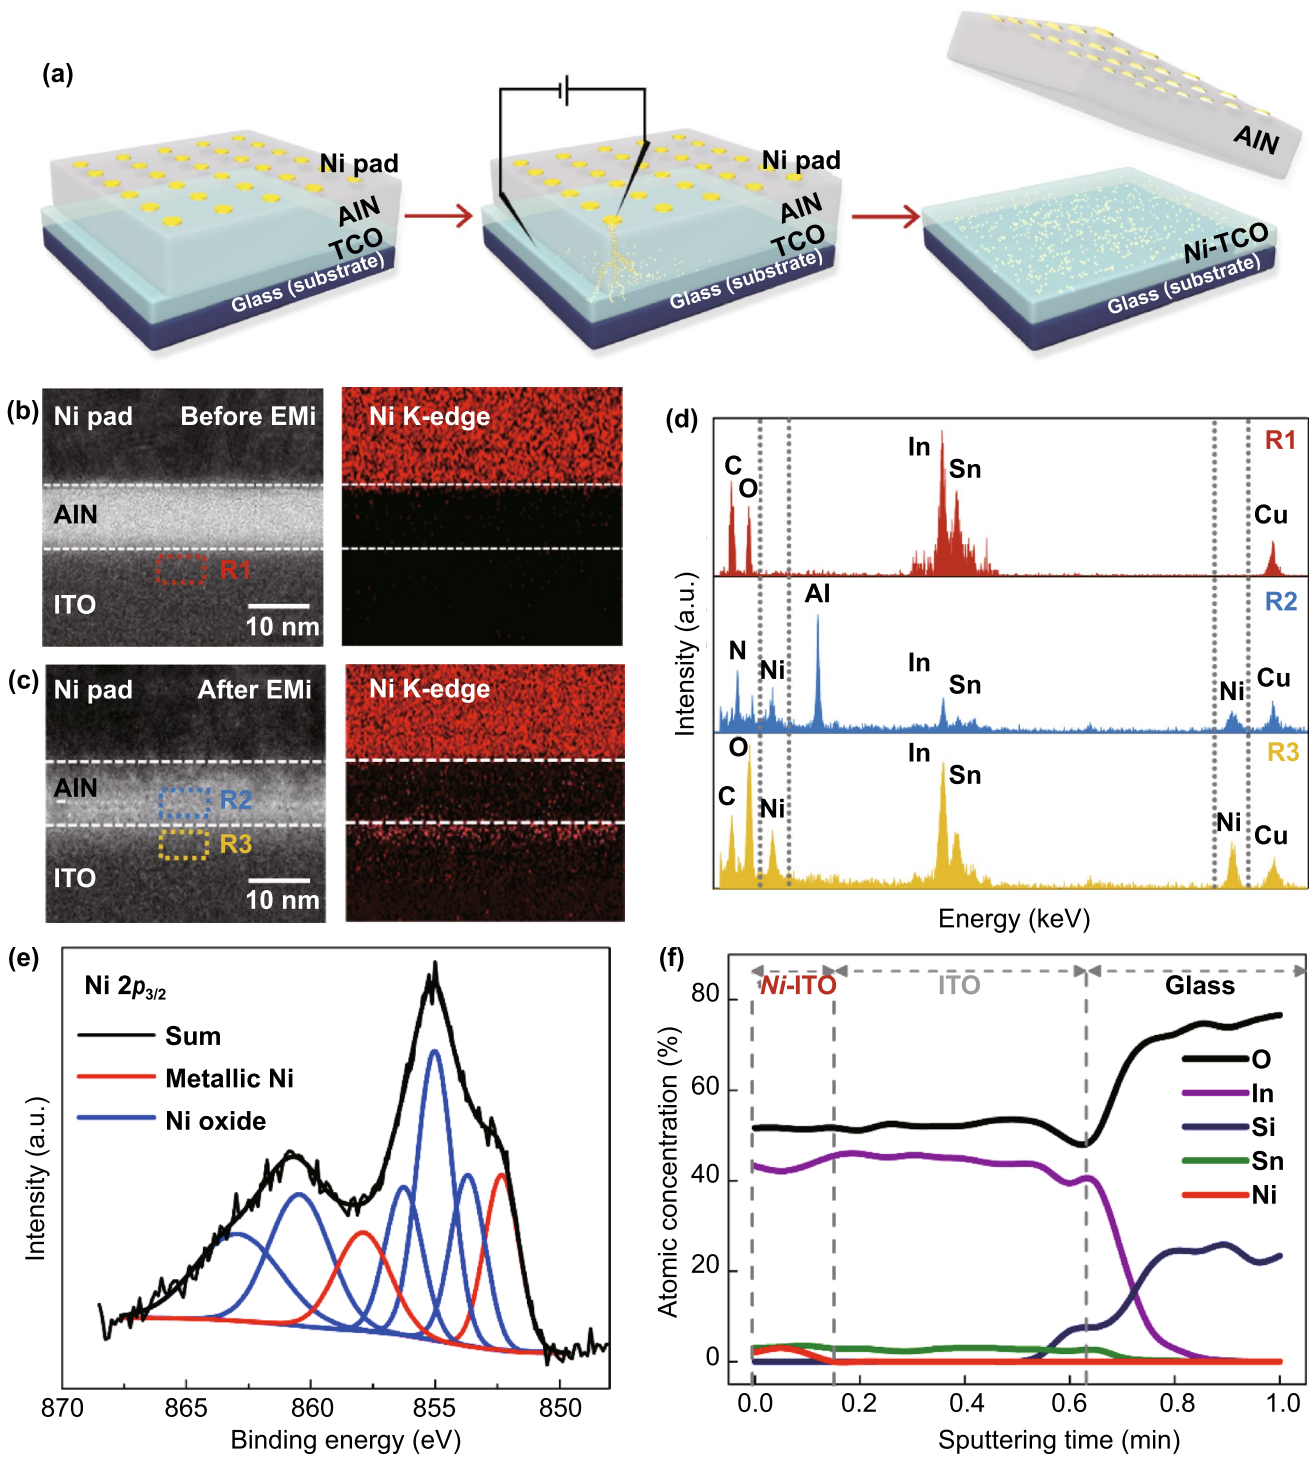 (a)
Ni pad
AlN
TCO
Glass (substrate)
Ni pad
AlN
TCO
Glass (substrate)
AlN
Ni-TCO
Glass (substrate)
(b)
Ni pad
Before EMi
AlN
R1
ITO
10 nm
Ni K-edge
(c)
Ni pad
After EMi
AlN
R2
R3
ITO
10 nm
Ni K-edge
(d)
Intensity (a.u.)
R1
C
O
In
Sn
Cu
R2
N
Ni
Al
In
Sn
Ni
Cu
R3
C
O
Ni
In
Sn
Ni
Cu
Energy (keV)
(e)
Ni 2p3/2
Sum
Metallic Ni
Ni oxide
Intensity (a.u.)
870 865 860 855 850
Binding energy (eV)
(f)
Ni-ITO
ITO
Glass
O
In
Si
Sn
Ni
Atomic concentration (%)
80
60
40
20
0
0.0 0.2 0.4 0.6 0.8 1.0
Sputtering time (min)